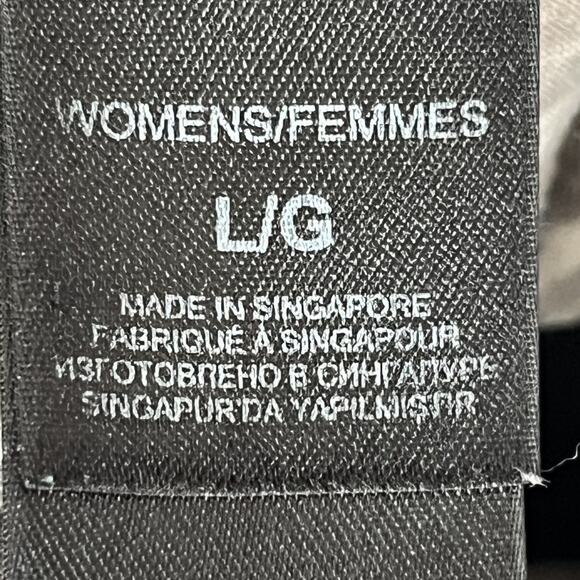 WOMENS/FEMMES
L/G
MADE IN SINGAPORE
FABRIQUÉ À SINGAPOUR
ИЗГОТОВЛЕНО В СИНГАПУРЕ
SINGAPUR'DA YAPILMIŞTIR